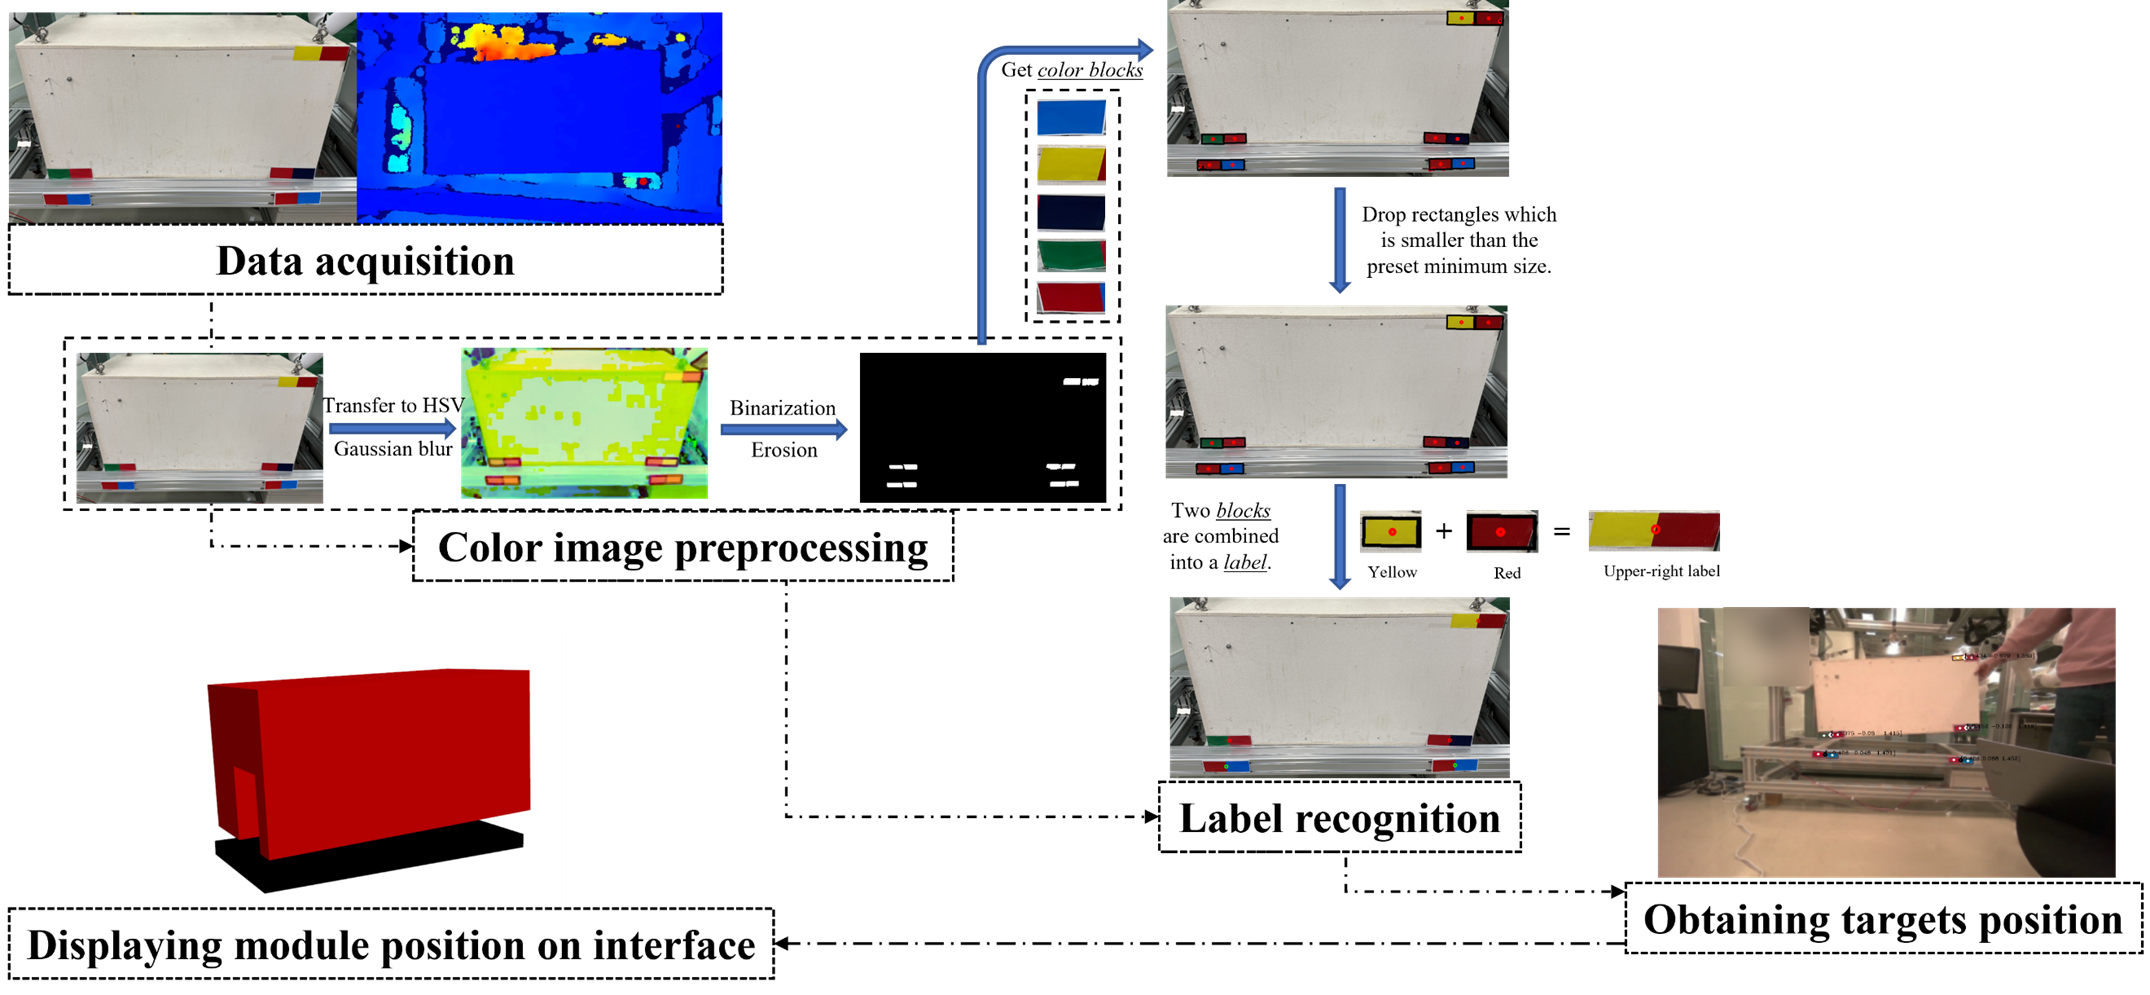 Data acquisition
Transfer to HSV
Gaussian blur
Binarization
Erosion
Color image preprocessing
Get color blocks
Drop rectangles which
is smaller than the
preset minimum size.
Two blocks
are combined
into a label.
+
=
Yellow
Red
Upper-right label
Label recognition
Obtaining targets position
Displaying module position on interface